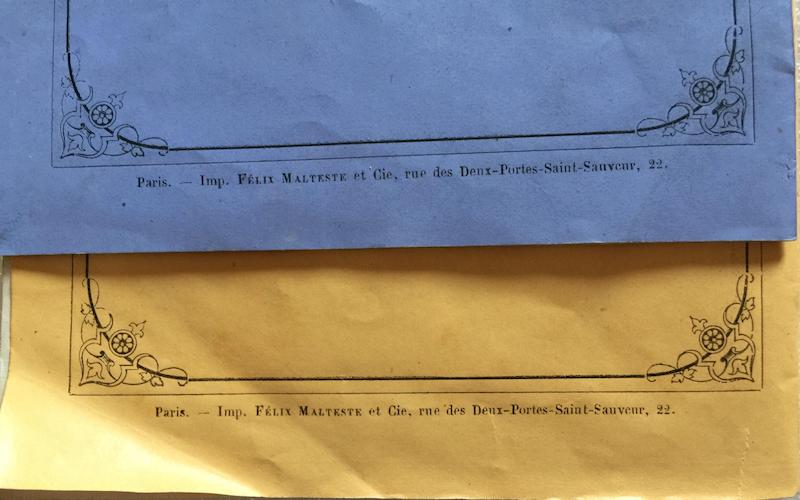 Paris. — Imp. FÉLIX MALTESTE et Cie, rue des Deux-Portes-Saint-Sauveur, 22.
Paris. — Imp. FÉLIX MALTESTE et Cie, rue des Deux-Portes-Saint-Sauveur, 22.